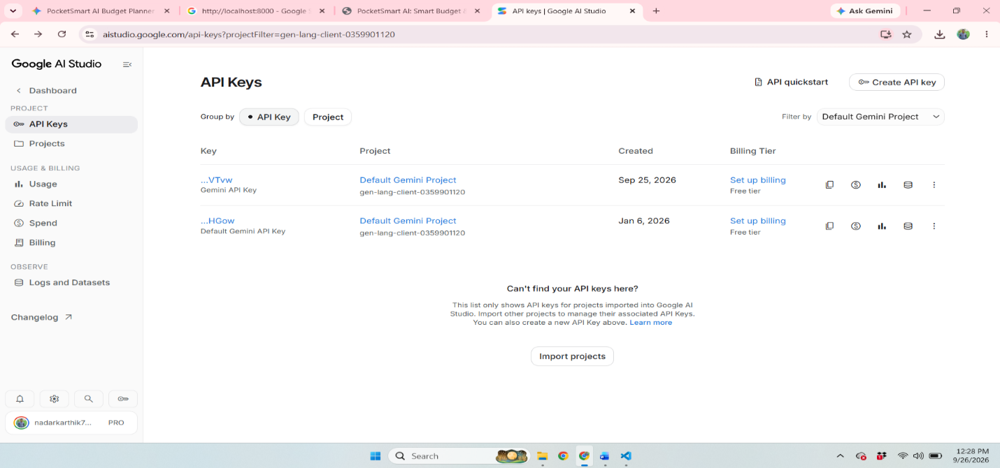 PocketSmart AI Budget Planner
http://localhost:8000 - Google
PocketSmart AI: Smart Budget
API keys | Google AI Studio
Ask Gemini
aistudio.google.com/api-keys?projectFilter=gen-lang-client-0359901120
Google AI Studio
Dashboard
PROJECT
API Keys
Projects
USAGE & BILLING
Usage
Rate Limit
Spend
Billing
OBSERVE
Logs and Datasets
Changelog
nadarkarthik7... PRO
API Keys
API quickstart
Create API key
Group by API Key Project
Filter by Default Gemini Project
Key Project Created Billing Tier
...VTvw Default Gemini Project Sep 25, 2026 Set up billing
Gemini API Key gen-lang-client-0359901120 Free tier
...HGow Default Gemini Project Jan 6, 2026 Set up billing
Default Gemini API Key gen-lang-client-0359901120 Free tier
Can't find your API keys here?
This list only shows API keys for projects imported into Google AI
Studio. Import other projects to manage their associated API Keys.
You can also create a new API Key above. Learn more
Import projects
Search
12:28 PM
9/26/2026